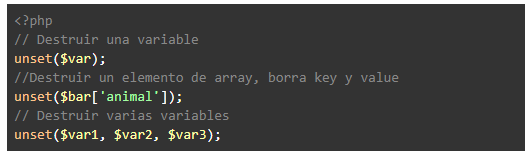 <?php
// Destruir una variable
unset($var);
//Destruir un elemento de array, borra key y value
unset($bar['animal']);
// Destruir varias variables
unset($var1, $var2, $var3);